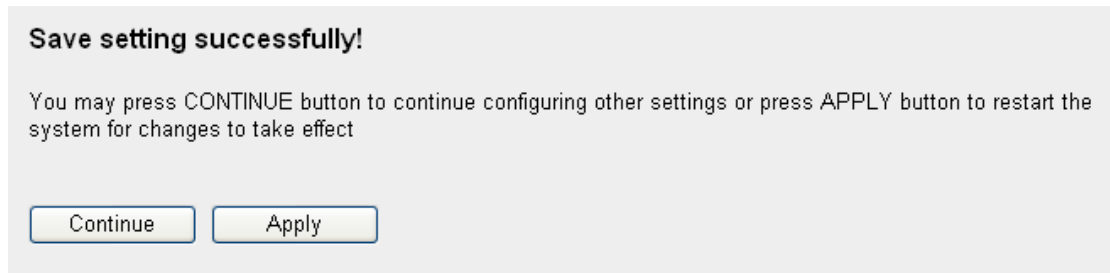 Save setting successfully!
You may press CONTINUE button to continue configuring other settings or press APPLY button to restart the
system for changes to take effect
Continue
Apply